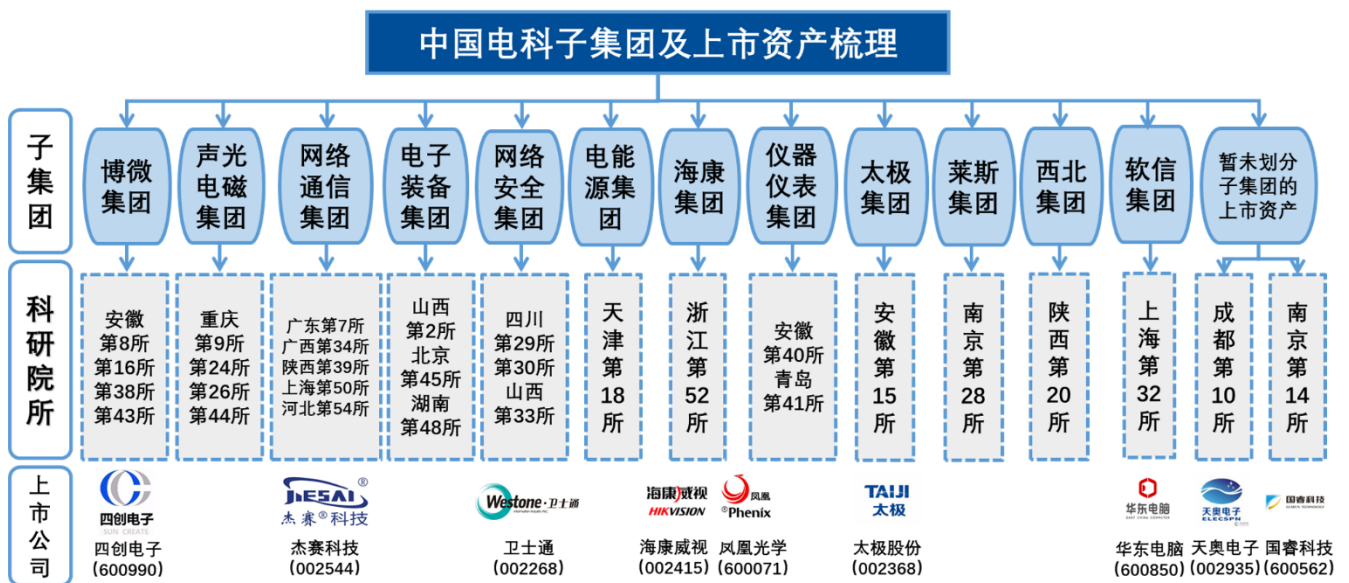 中国电科子集团及上市资产梳理
子集团
博微
集团
声光
电磁
集团
网络
通信
集团
电子
装备
集团
网络
安全
集团
电能
源集
团
海康
集团
仪器
仪表
集团
太极
集团
莱斯
集团
西北
集团
软信
集团
暂未划分
子集团的
上市资产
科研院所
安徽
第8所
第16所
第38所
第43所
重庆
第9所
第24所
第26所
第44所
广东第7所
广西第34所
陕西第39所
上海第50所
河北第54所
山西
第2所
北京
第45所
湖南
第48所
四川
第29所
第30所
山西
第33所
天津第18所
浙江第52所
安徽
第40所
青岛
第41所
安徽第15所
南京第28所
陕西第20所
上海第32所
成都第10所
南京第14所
上市公司
四创电子
SUN CREATE
四创电子
(600990)
JIESAI®
杰赛®科技
杰赛科技
(002544)
Westone·卫士通
卫士通
(002268)
海康威视
HIKVISION
海康威视
(002415)
凤凰
®Phenix
凤凰光学
(600071)
TAIJI
太极
太极股份
(002368)
华东电脑
EAST CHINA COMPUTER
华东电脑
(600850)
天奥电子
ELECSPN
天奥电子
(002935)
国睿科技
国睿科技
(600562)